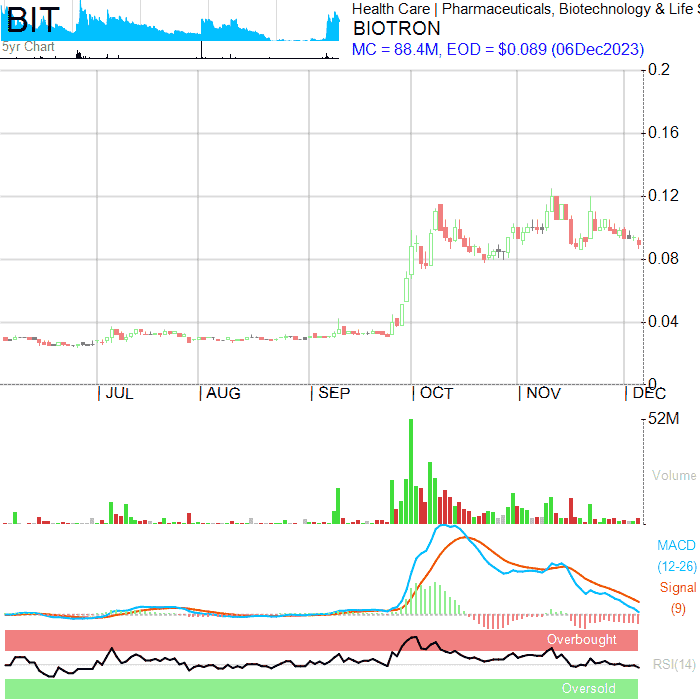 BIT
5yr Chart
Health Care | Pharmaceuticals, Biotechnology & Life S
BIOTRON
MC = 88.4M, EOD = $0.089 (06Dec2023)
0.2
0.16
0.12
0.08
0.04
0
JUL AUG SEP OCT NOV DEC
52M
Volume
MACD
(12-26)
Signal
(9)
Overbought
RSI(14)
Oversold